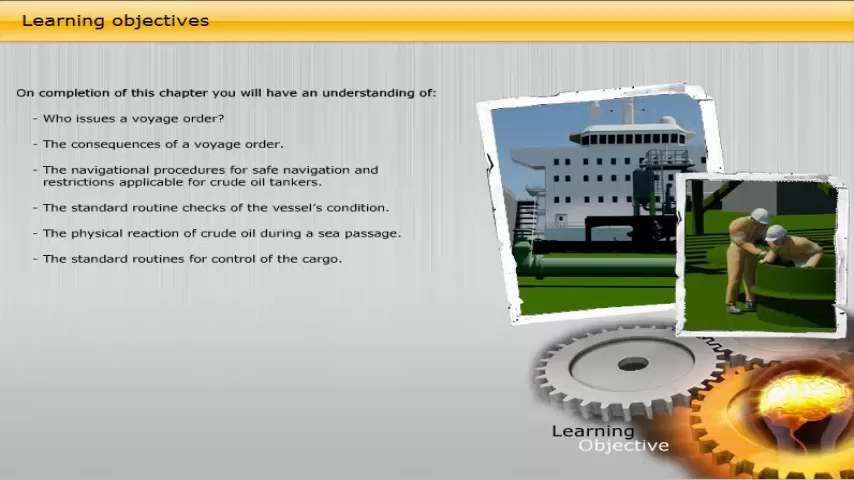 Learning objectives
On completion of this chapter you will have an understanding of:
- Who issues a voyage order?
- The consequences of a voyage order.
- The navigational procedures for safe navigation and
restrictions applicable for crude oil tankers.
- The standard routine checks of the vessel's condition.
- The physical reaction of crude oil during a sea passage.
- The standard routines for control of the cargo.
Learning
Objective